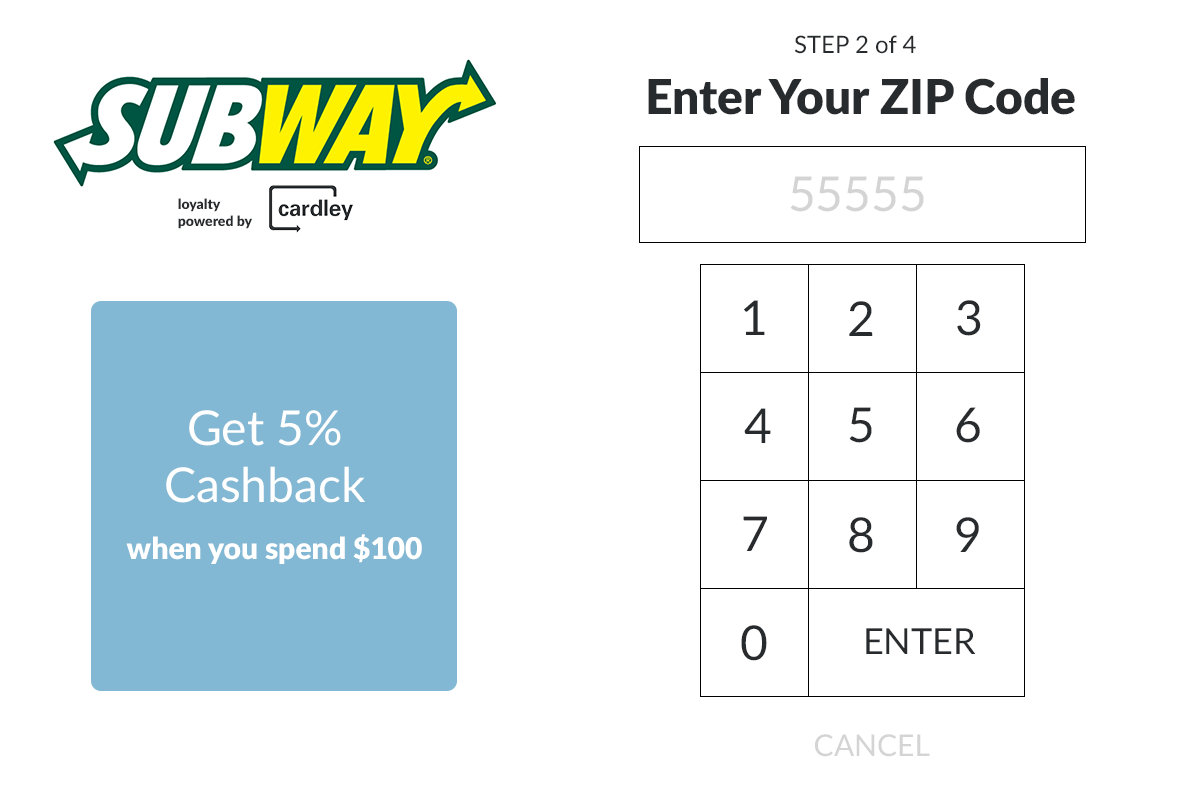 SUBWAY®
loyalty
powered by
cardley
Get 5%
Cashback
when you spend $100
STEP 2 of 4
Enter Your ZIP Code
55555
1 2 3
4 5 6
7 8 9
0 ENTER
CANCEL